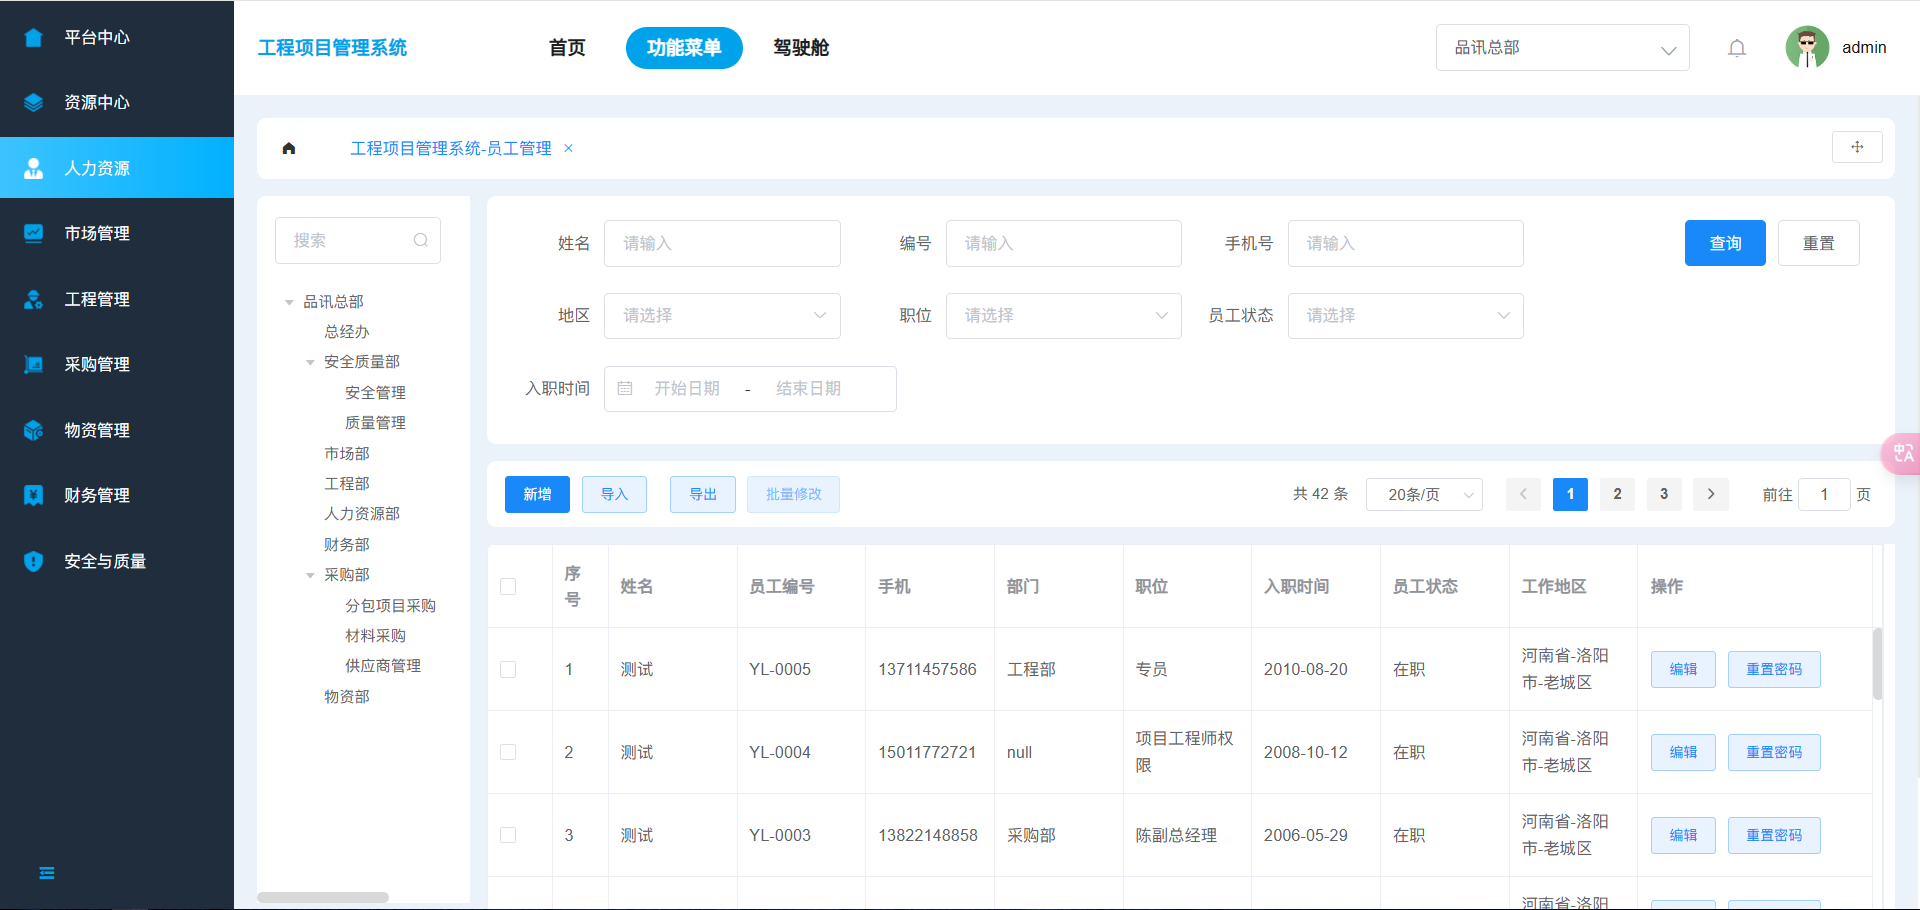 平台中心
资源中心
人力资源
市场管理
工程管理
采购管理
物资管理
财务管理
安全与质量
工程项目管理系统
首页
功能菜单
驾驶舱
品讯总部
admin
工程项目管理系统-员工管理 ×
搜索
品讯总部
总经办
安全质量部
安全管理
质量管理
市场部
工程部
人力资源部
财务部
采购部
分包项目采购
材料采购
供应商管理
物资部
姓名 请输入 编号 请输入 手机号 请输入 查询 重置
地区 请选择 职位 请选择 员工状态 请选择
入职时间 开始日期 - 结束日期
新增 导入 导出 批量修改 共 42 条 20条/页 1 2 3 前往 1 页
序号 姓名 员工编号 手机 部门 职位 入职时间 员工状态 工作地区 操作
1 测试 YL-0005 13711457586 工程部 专员 2010-08-20 在职 河南省-洛阳市-老城区 编辑 重置密码
2 测试 YL-0004 15011772721 null 项目工程师权限 2008-10-12 在职 河南省-洛阳市-老城区 编辑 重置密码
3 测试 YL-0003 13822148858 采购部 陈副总经理 2006-05-29 在职 河南省-洛阳市-老城区 编辑 重置密码
河南省-洛阳
中A